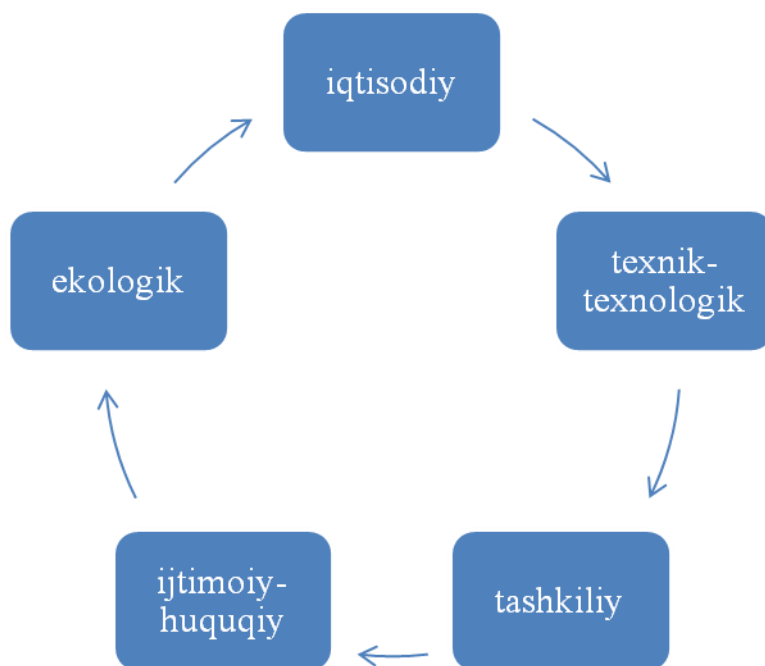 iqtisodiy
texnik-
texnologik
tashkiliy
ijtimoiy-
huquqiy
ekologik